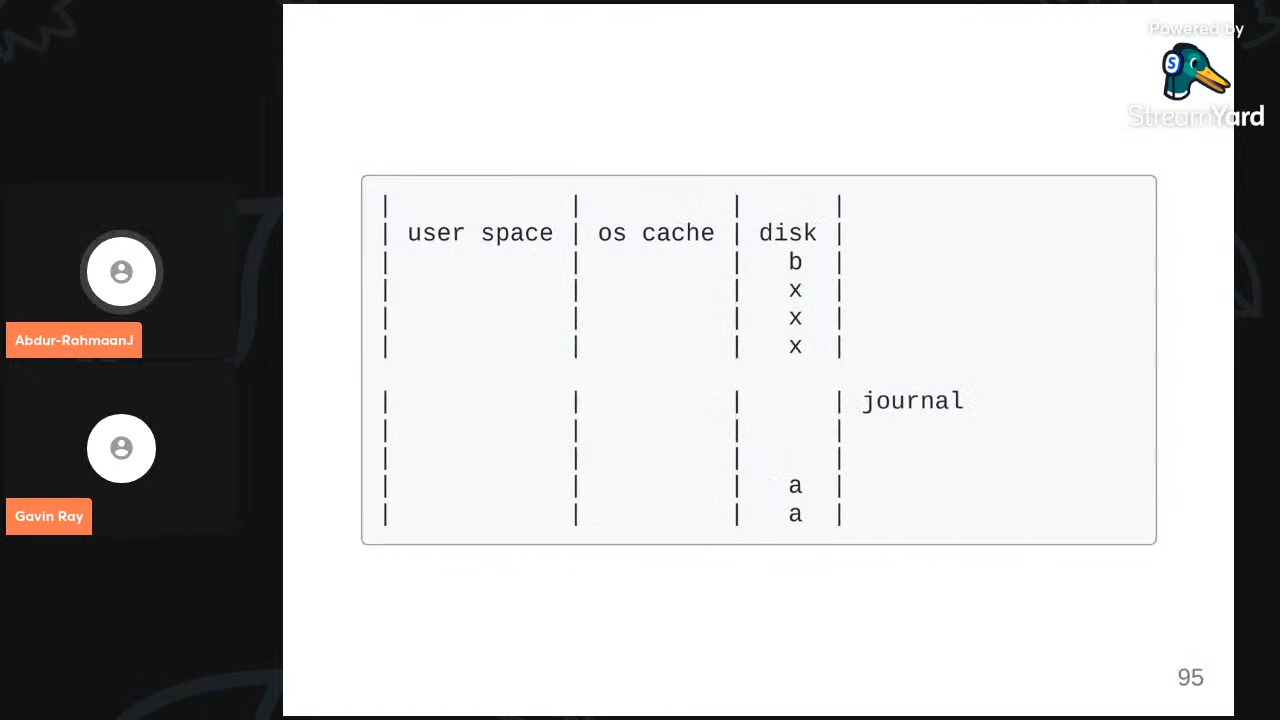 Powered by
StreamYard
| | | |
| user space | os cache | disk |
| | | b |
| | | x |
| | | x |
| | | x |
| | | | journal
| | | |
| | | |
| | | a |
| | | a |
Abdur-RahmaanJ
Gavin Ray
95